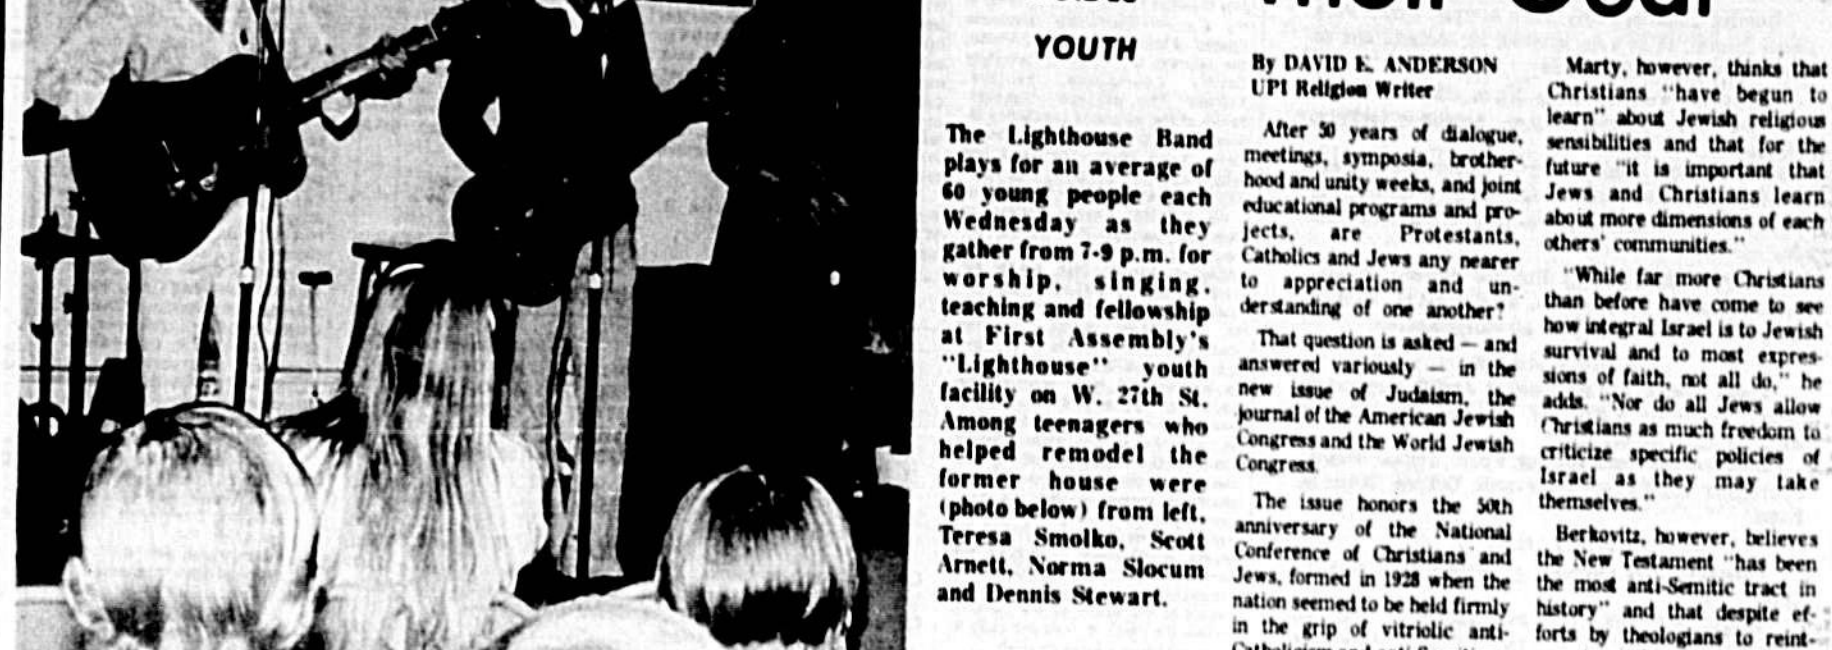 YOUTH
The Lighthouse Band
plays for an average of
60 young people each
Wednesday as they
gather from 7-9 p.m. for
worship, singing,
teaching and fellowship
at First Assembly's
"Lighthouse" youth
facility on W. 27th St.
Among teenagers who
helped remodel the
former house were
(photo below) from left,
Teresa Smolko, Scott
Arnett, Norma Slocum
and Dennis Stewart.
By DAVID E. ANDERSON
UPI Religion Writer
After 50 years of dialogue,
meetings, symposia, brother-
hood and unity weeks, and joint
educational programs and pro-
jects, are Protestants,
Catholics and Jews any nearer
to appreciation and un-
derstanding of one another?
That question is asked — and
answered variously — in the
new issue of Judaism, the
journal of the American Jewish
Congress and the World Jewish
Congress.
The issue honors the 50th
anniversary of the National
Conference of Christians and
Jews, formed in 1928 when the
nation seemed to be held firmly
in the grip of vitriolic anti-
Marty, however, thinks that
Christians "have begun to
learn" about Jewish religious
sensibilities and that for the
future "it is important that
Jews and Christians learn
about more dimensions of each
others' communities."
"While far more Christians
than before have come to see
how integral Israel is to Jewish
survival and to most expres-
sions of faith, not all do," he
adds. "Nor do all Jews allow
Christians as much freedom to
criticize specific policies of
Israel as they may take
themselves."
Berkovitz, however, believes
the New Testament "has been
the most anti-Semitic tract in
history" and that despite ef-
forts by theologians to reint-